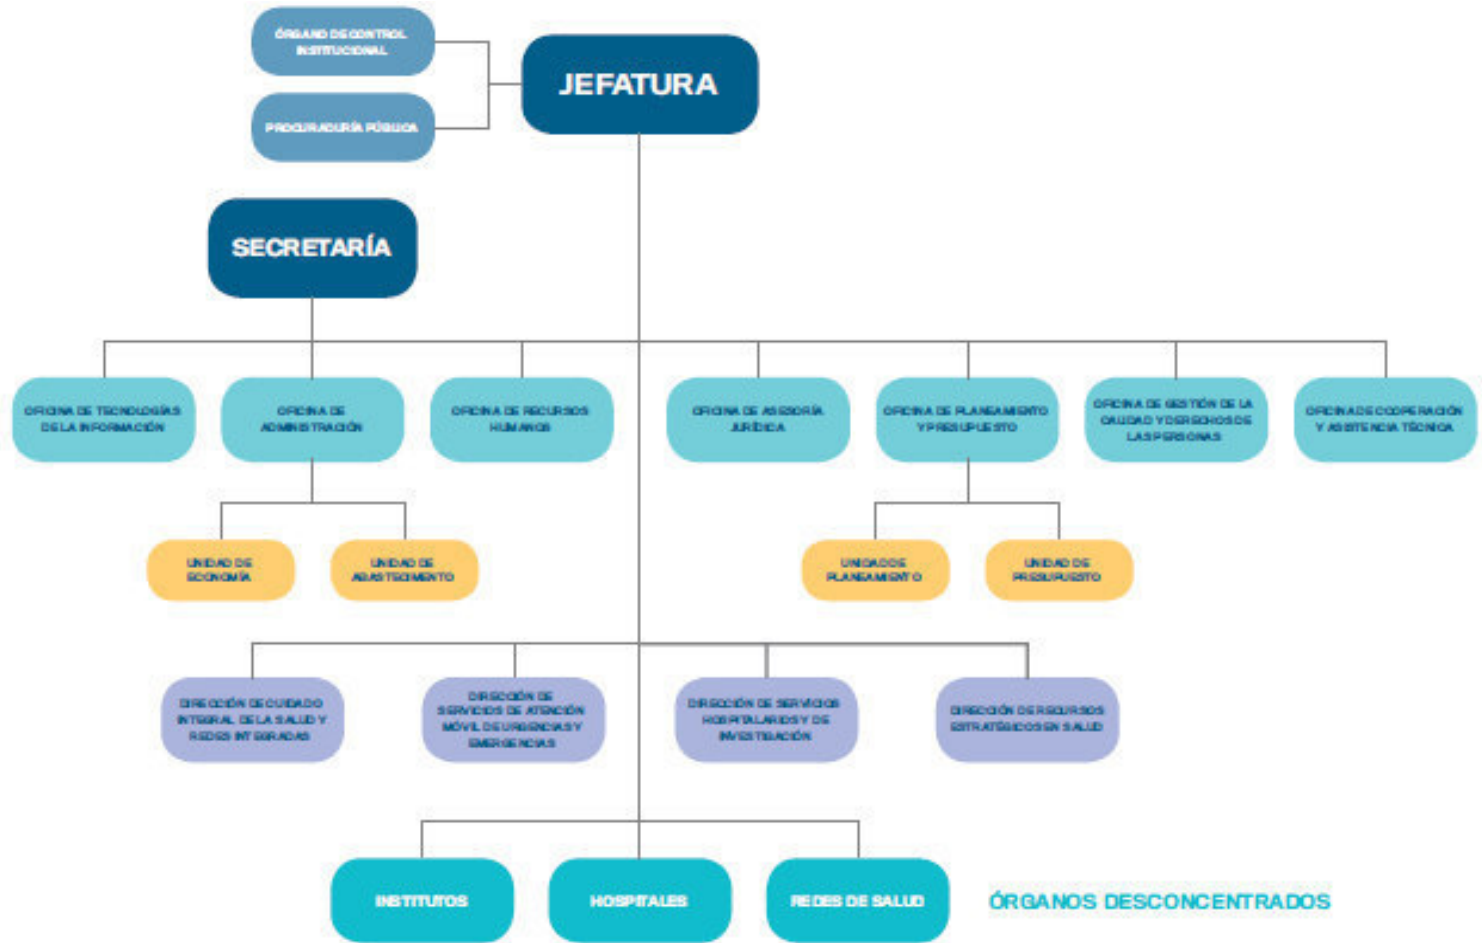 ÓRGANO DE CONTROL
INSTITUCIONAL
JEFATURA
PROCURADURÍA PÚBLICA
SECRETARÍA
OFICINA DE TECNOLOGÍAS
DE LA INFORMACIÓN
OFICINA DE
ADMINISTRACIÓN
OFICINA DE RECURSOS
HUMANOS
OFICINA DE ASESORÍA
JURÍDICA
OFICINA DE PLANEAMIENTO
Y PRESUPUESTO
OFICINA DE GESTIÓN DE LA
CALIDAD Y DERECHOS DE
LAS PERSONAS
OFICINA DE COOPERACIÓN
Y ASISTENCIA TÉCNICA
UNIDAD DE
ECONOMÍA
UNIDAD DE
ABASTECIMIENTO
UNIDAD DE
PLANEAMIENTO
UNIDAD DE
PRESUPUESTO
DIRECCIÓN DE CUIDADO
INTEGRAL DE LA SALUD Y
REDES INTEGRADAS
DIRECCIÓN DE
SERVICIOS DE ATENCIÓN
MÓVIL DE URGENCIAS Y
EMERGENCIAS
DIRECCIÓN DE SERVICIOS
HOSPITALARIOS Y DE
INVESTIGACIÓN
DIRECCIÓN DE RECURSOS
ESTRATÉGICOS EN SALUD
INSTITUTOS
HOSPITALES
REDES DE SALUD
ÓRGANOS DESCONCENTRADOS